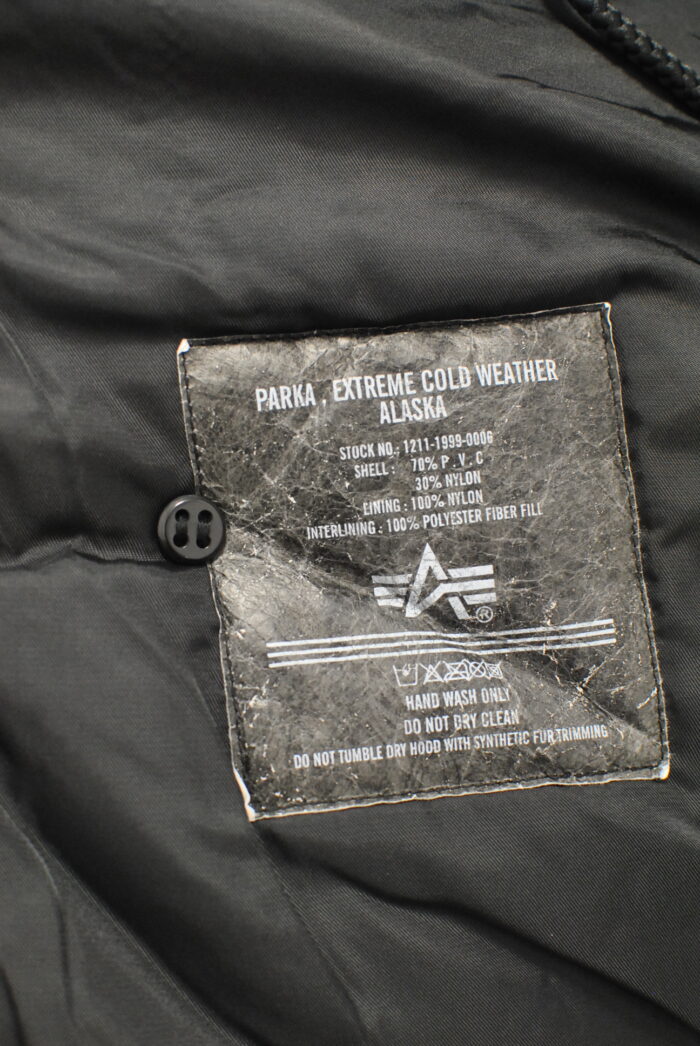 PARKA , EXTREME COLD WEATHER
ALASKA
STOCK NO.: 1211-1999-0006
SHELL : 70% P . V . C
30% NYLON
LINING : 100% NYLON
INTERLINING : 100% POLYESTER FIBER FILL
®
HAND WASH ONLY
DO NOT DRY CLEAN
DO NOT TUMBLE DRY HOOD WITH SYNTHETIC FUR TRIMMING